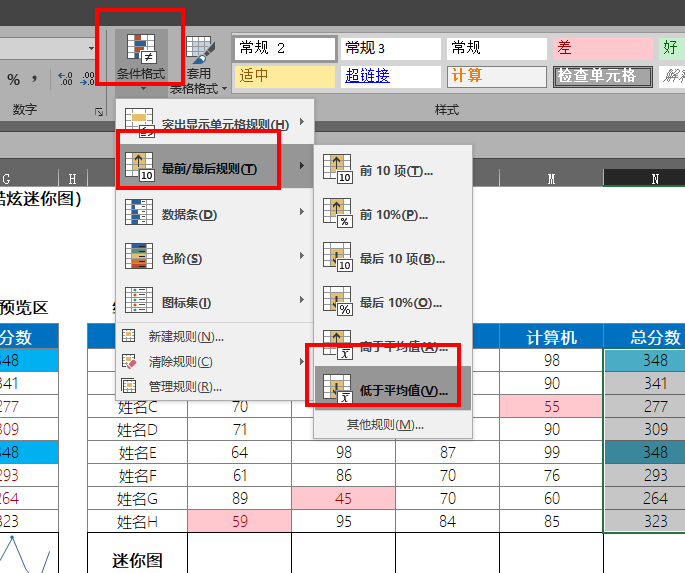 常规 2 常规 3 常规 差 好
% , .00 .00
条件格式 套用
表格格式 适中 超链接 计算 检查单元格
数字 样式
突出显示单元格规则(H)
最前/最后规则(T)
数据条(D)
色阶(S)
图标集(I)
新建规则(N)...
清除规则(C)
管理规则(R)...
前 10 项(T)...
前 10%(P)...
最后 10 项(B)...
最后 10%(O)...
高于平均值(A)...
低于平均值(V)...
其他规则(M)...
G H M N
炫迷你图)
预览区
分数 计算机 总分数
348 98 348
341 90 341
277 姓名C 70 55 277
309 姓名D 71 90 309
348 姓名E 64 98 87 99 348
293 姓名F 61 86 70 76 293
264 姓名G 89 45 70 60 264
323 姓名H 59 95 84 85 323
迷你图